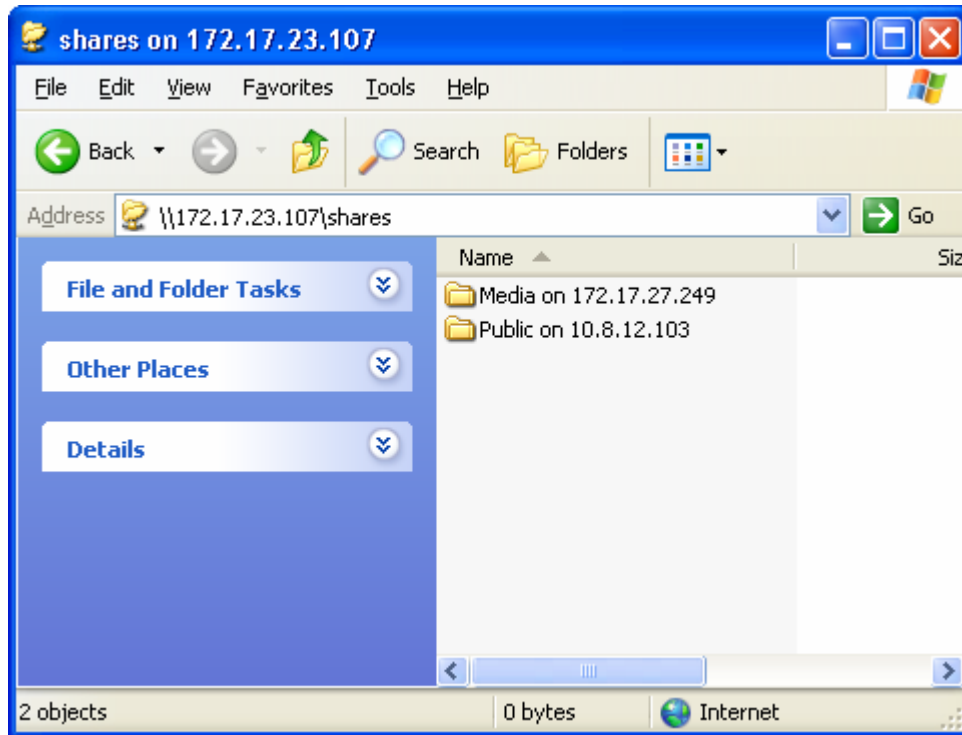 shares on 172.17.23.107
File Edit View Favorites Tools Help
Back Search Folders
Address \\172.17.23.107\shares Go
Name Siz
File and Folder Tasks
Media on 172.17.27.249
Public on 10.8.12.103
Other Places
Details
2 objects 0 bytes Internet